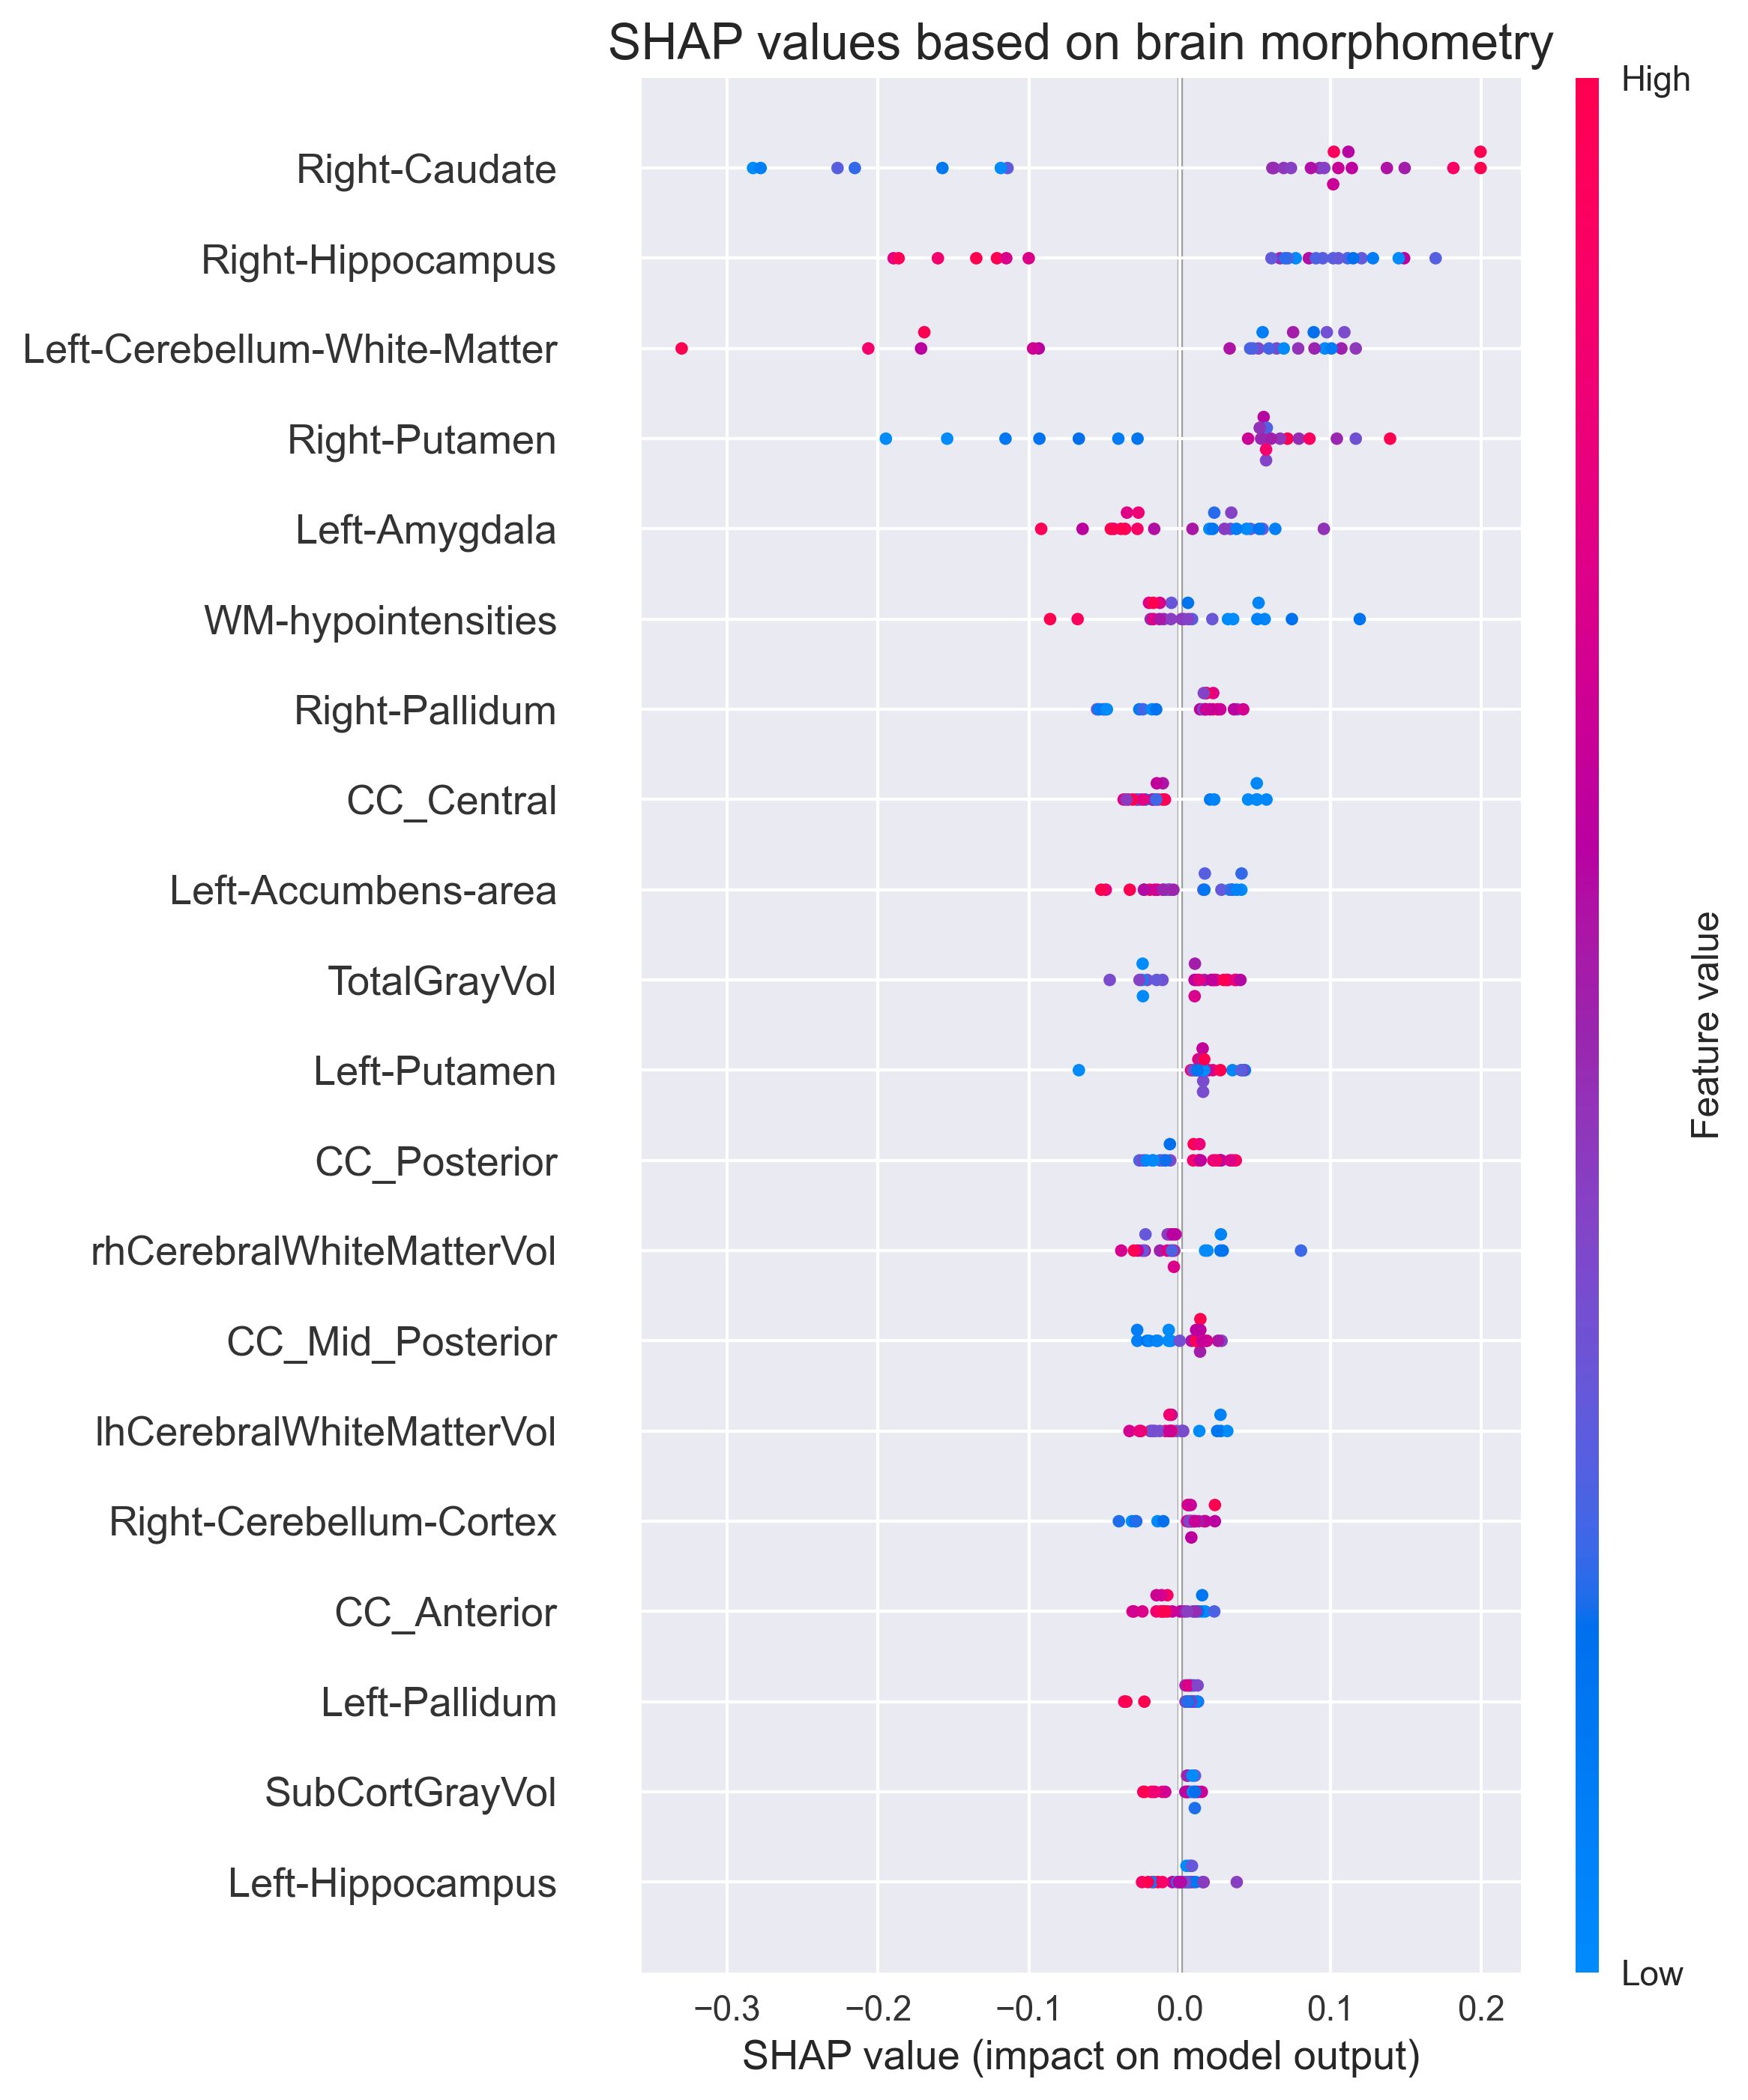 SHAP values based on brain morphometry
High
Right-Caudate
Right-Hippocampus
Left-Cerebellum-White-Matter
Right-Putamen
Left-Amygdala
WM-hypointensities
Right-Pallidum
CC_Central
Left-Accumbens-area
TotalGrayVol
Left-Putamen
CC_Posterior
rhCerebralWhiteMatterVol
CC_Mid_Posterior
lhCerebralWhiteMatterVol
Right-Cerebellum-Cortex
CC_Anterior
Left-Pallidum
SubCortGrayVol
Left-Hippocampus
Feature value
Low
−0.3 −0.2 −0.1 0.0 0.1 0.2
SHAP value (impact on model output)